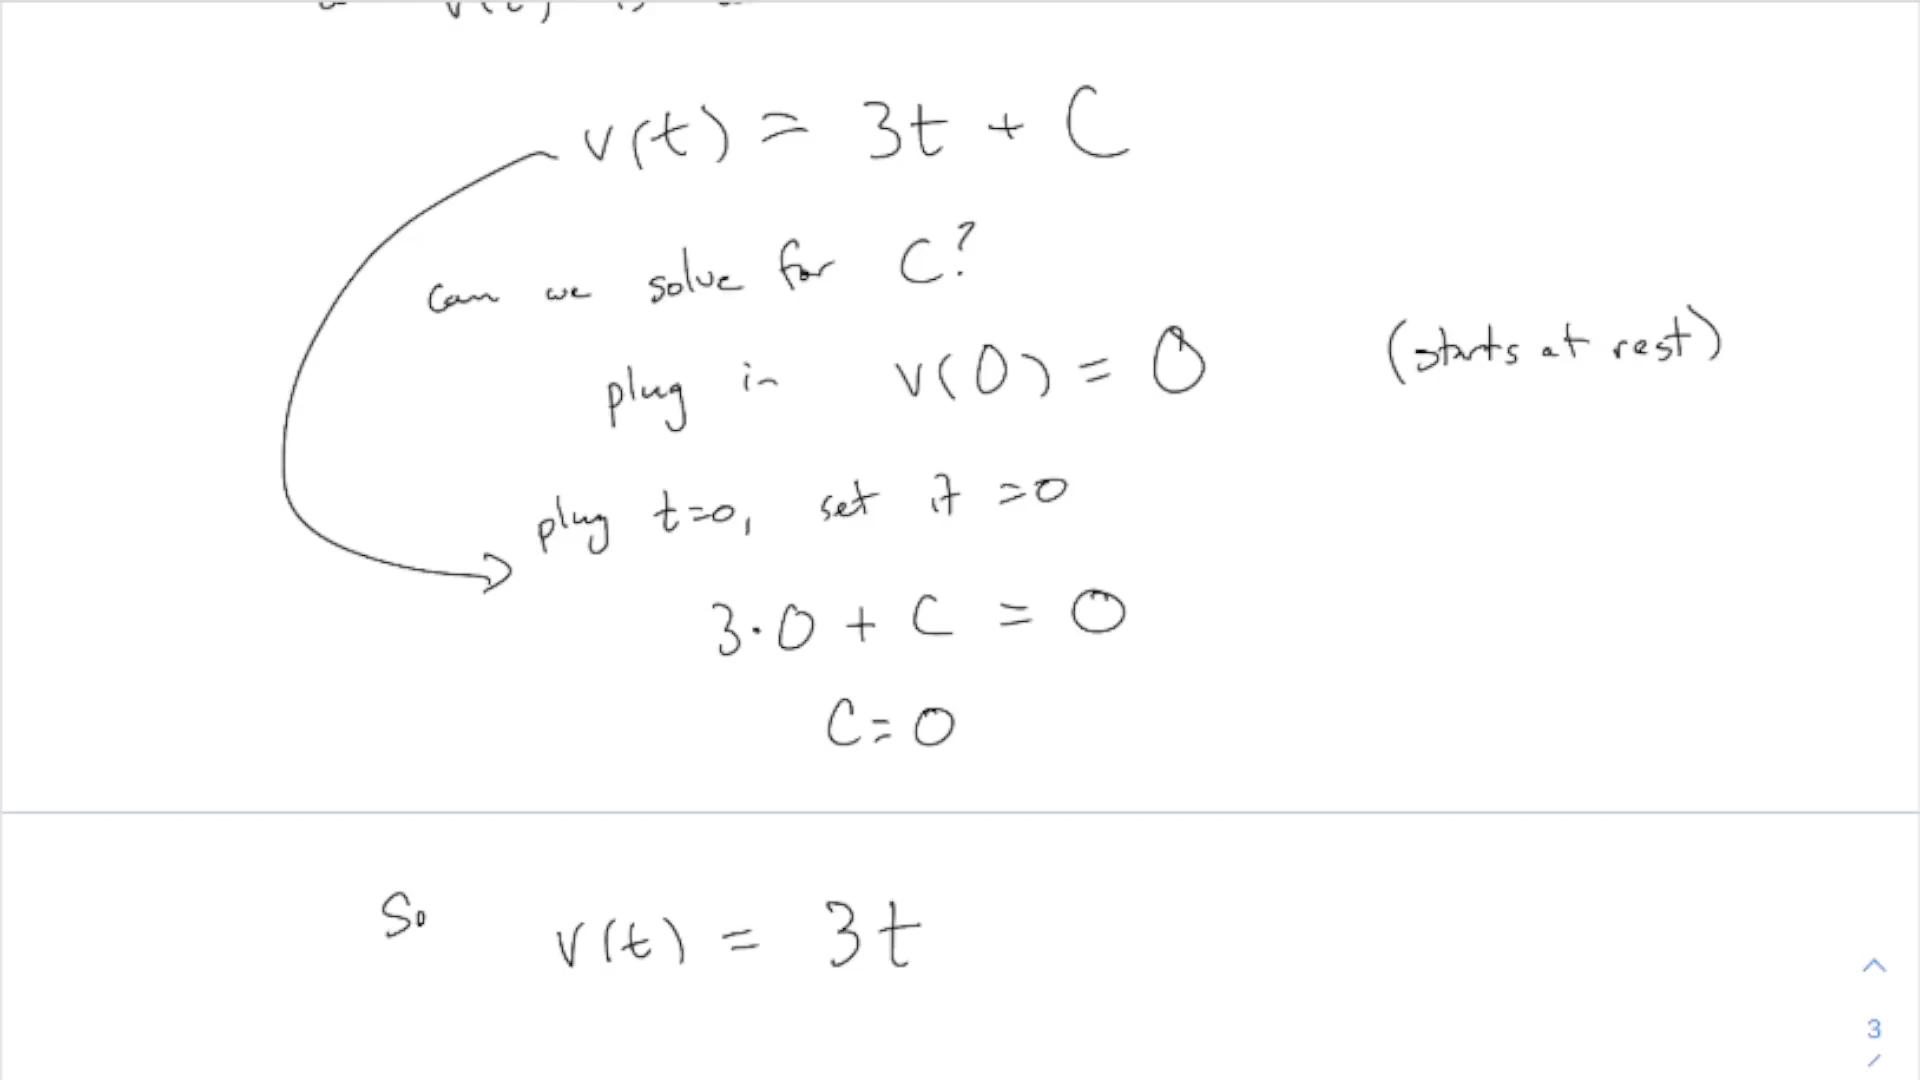 v(t) = 3t + C
can we solve for C?
plug in v(0) = 0 (starts at rest)
plug t=0, set it =0
3·0 + C = 0
C=0
So v(t) = 3t
3